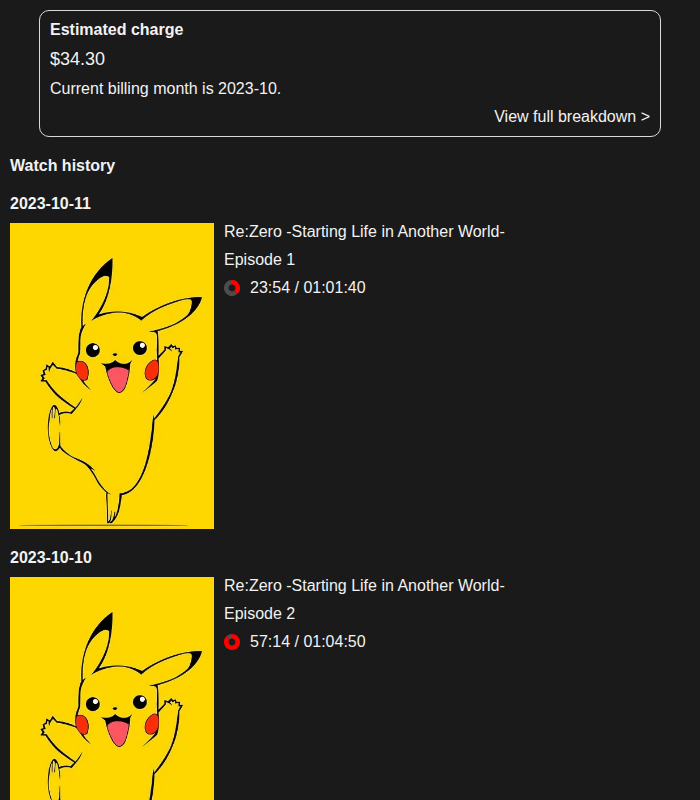 Estimated charge
$34.30
Current billing month is 2023-10.
View full breakdown >
Watch history
2023-10-11
Re:Zero -Starting Life in Another World-
Episode 1
23:54 / 01:01:40
2023-10-10
Re:Zero -Starting Life in Another World-
Episode 2
57:14 / 01:04:50